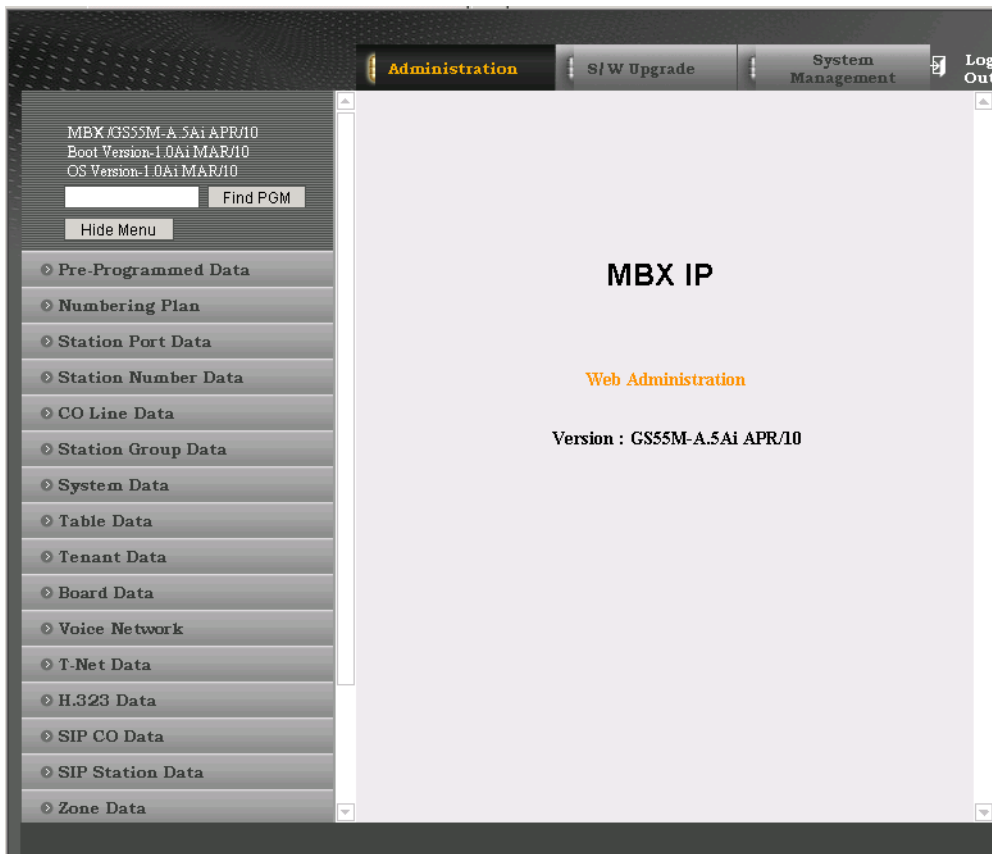 Administration
S/W Upgrade
System
Management
Log
Out
MBX /GS55M-A.5Ai APR/10
Boot Version-1.0Ai MAR/10
OS Version-1.0Ai MAR/10
Find PGM
Hide Menu
Pre-Programmed Data
Numbering Plan
Station Port Data
Station Number Data
CO Line Data
Station Group Data
System Data
Table Data
Tenant Data
Board Data
Voice Network
T-Net Data
H.323 Data
SIP CO Data
SIP Station Data
Zone Data
MBX IP
Web Administration
Version : GS55M-A.5Ai APR/10